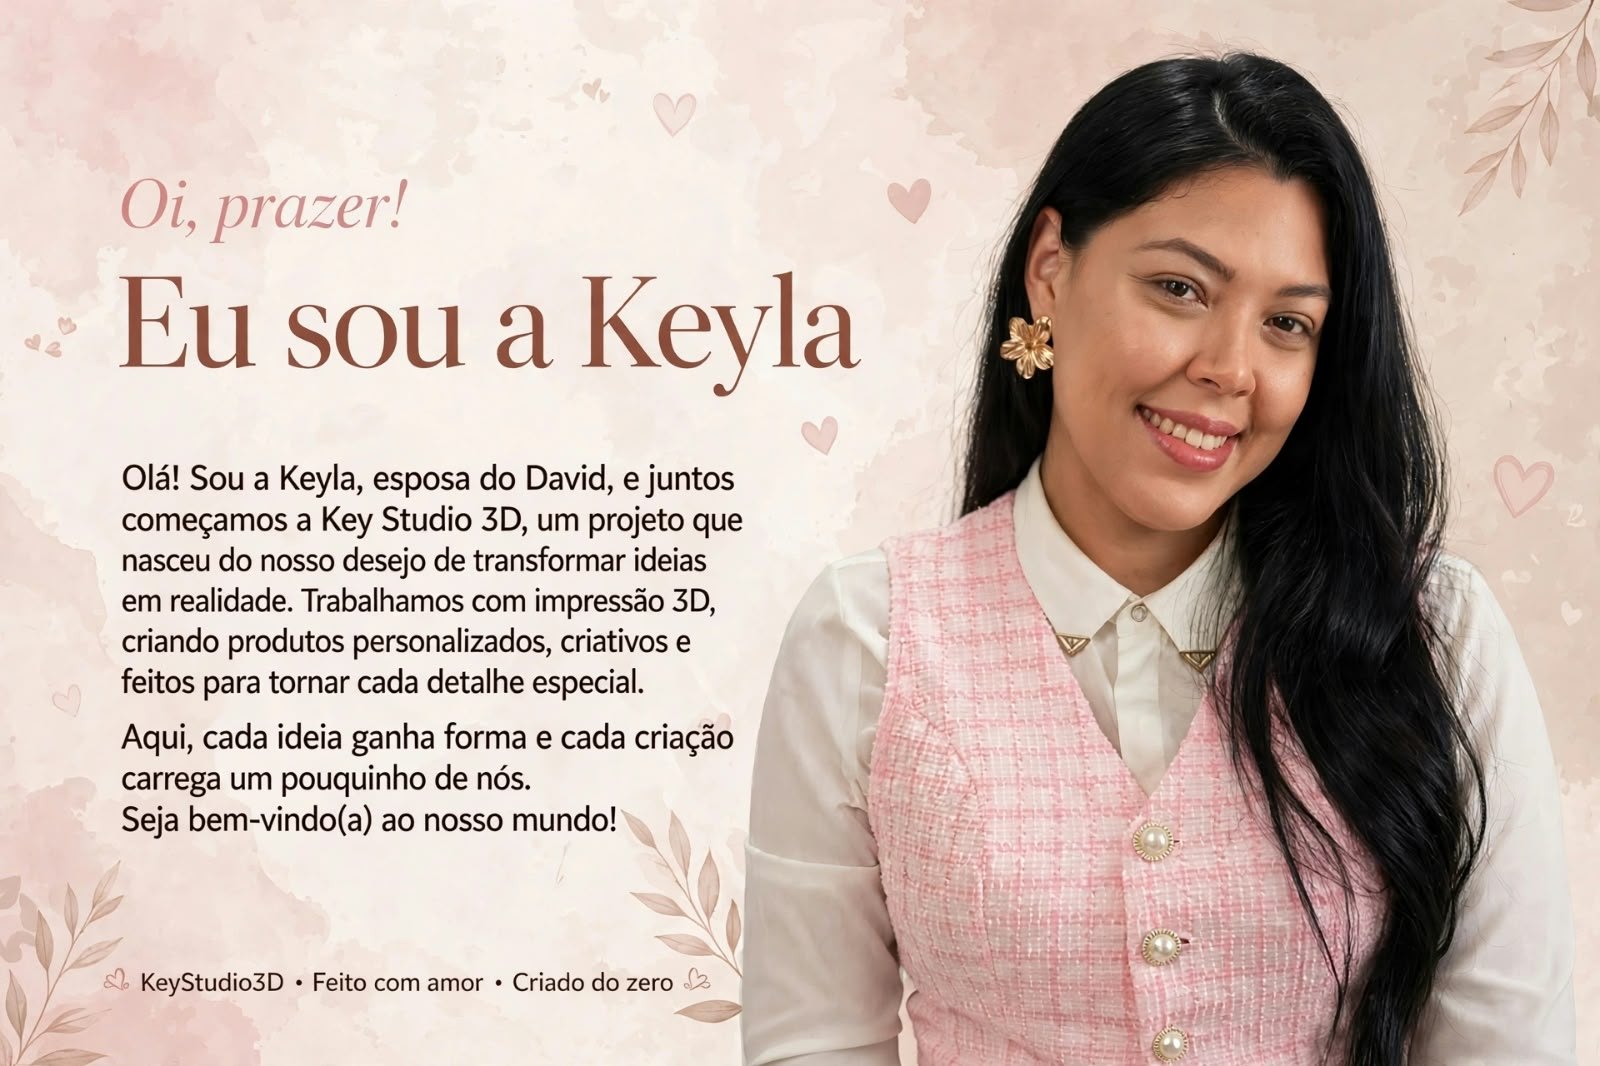 Oi, prazer!
Eu sou a Keyla
Olá! Sou a Keyla, esposa do David, e juntos
começamos a Key Studio 3D, um projeto que
nasceu do nosso desejo de transformar ideias
em realidade. Trabalhamos com impressão 3D,
criando produtos personalizados, criativos e
feitos para tornar cada detalhe especial.
Aqui, cada ideia ganha forma e cada criação
carrega um pouquinho de nós.
Seja bem-vindo(a) ao nosso mundo!
KeyStudio3D • Feito com amor • Criado do zero